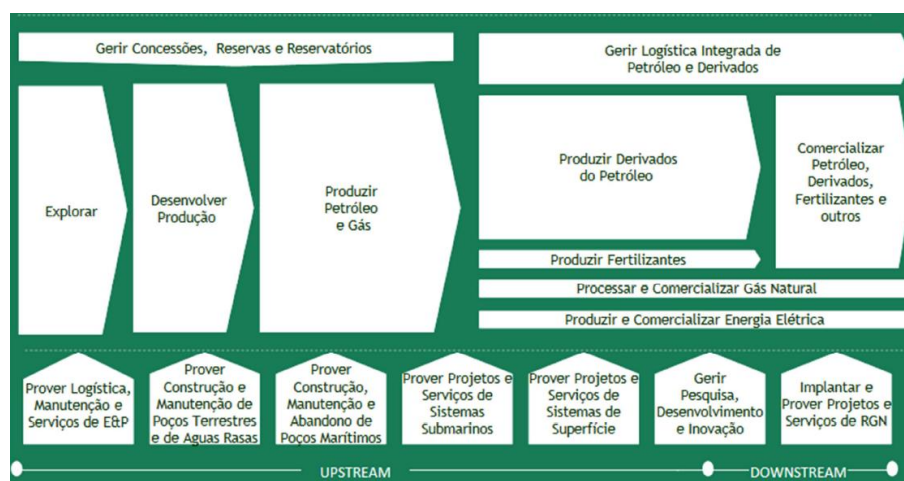 Gerir Concessões, Reservas e Reservatórios
Gerir Logística Integrada de
Petróleo e Derivados
Explorar
Desenvolver
Produção
Produzir
Petróleo
e Gás
Produzir Derivados
do Petróleo
Comercializar
Petróleo,
Derivados,
Fertilizantes e
outros
Produzir Fertilizantes
Processar e Comercializar Gás Natural
Produzir e Comercializar Energia Elétrica
Prover Logística,
Manutenção e
Serviços de E&P
Prover
Construção e
Manutenção de
Poços Terrestres
e de Aguas Rasas
Prover
Construção,
Manutenção e
Abandono de
Poços Marítimos
Prover Projetos e
Serviços de
Sistemas
Submarinos
Prover Projetos e
Serviços de
Sistemas de
Superfície
Gerir
Pesquisa,
Desenvolvimento
e Inovação
Implantar e
Prover Projetos e
Serviços de RGN
UPSTREAM
DOWNSTREAM